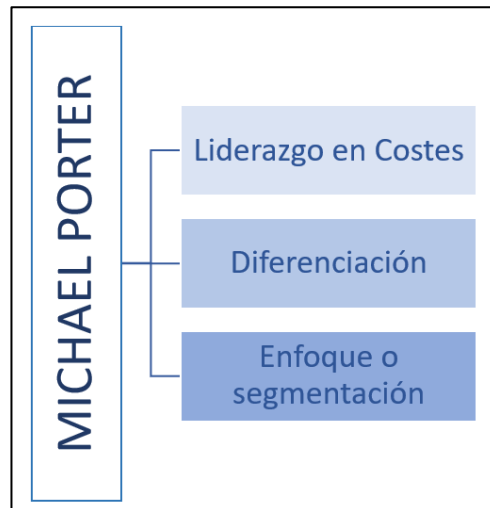 MICHAEL PORTER
Liderazgo en Costes
Diferenciación
Enfoque o
segmentación